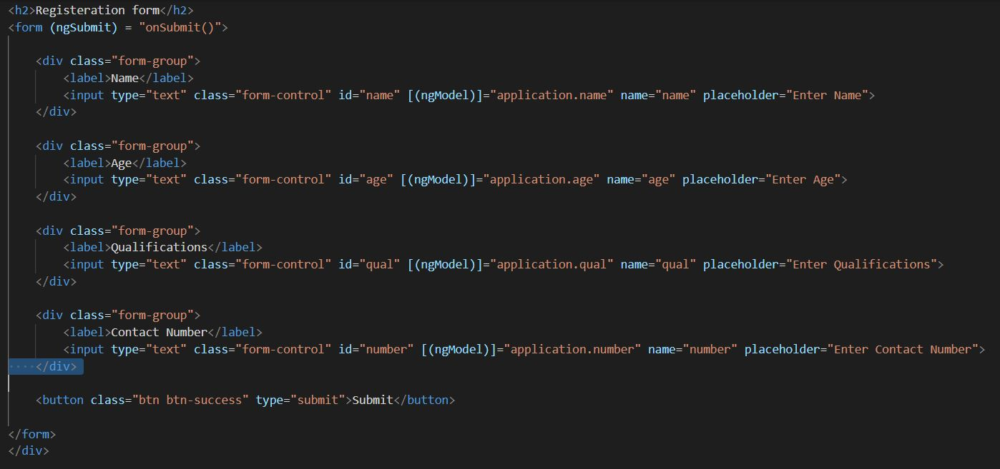 <h2>Registeration form</h2>
<form (ngSubmit) = "onSubmit()">
<div class="form-group">
<label>Name</label>
<input type="text" class="form-control" id="name" [(ngModel)]="application.name" name="name" placeholder="Enter Name">
</div>
<div class="form-group">
<label>Age</label>
<input type="text" class="form-control" id="age" [(ngModel)]="application.age" name="age" placeholder="Enter Age">
</div>
<div class="form-group">
<label>Qualifications</label>
<input type="text" class="form-control" id="qual" [(ngModel)]="application.qual" name="qual" placeholder="Enter Qualifications">
</div>
<div class="form-group">
<label>Contact Number</label>
<input type="text" class="form-control" id="number" [(ngModel)]="application.number" name="number" placeholder="Enter Contact Number">
</div>
<button class="btn btn-success" type="submit">Submit</button>
</form>
</div>